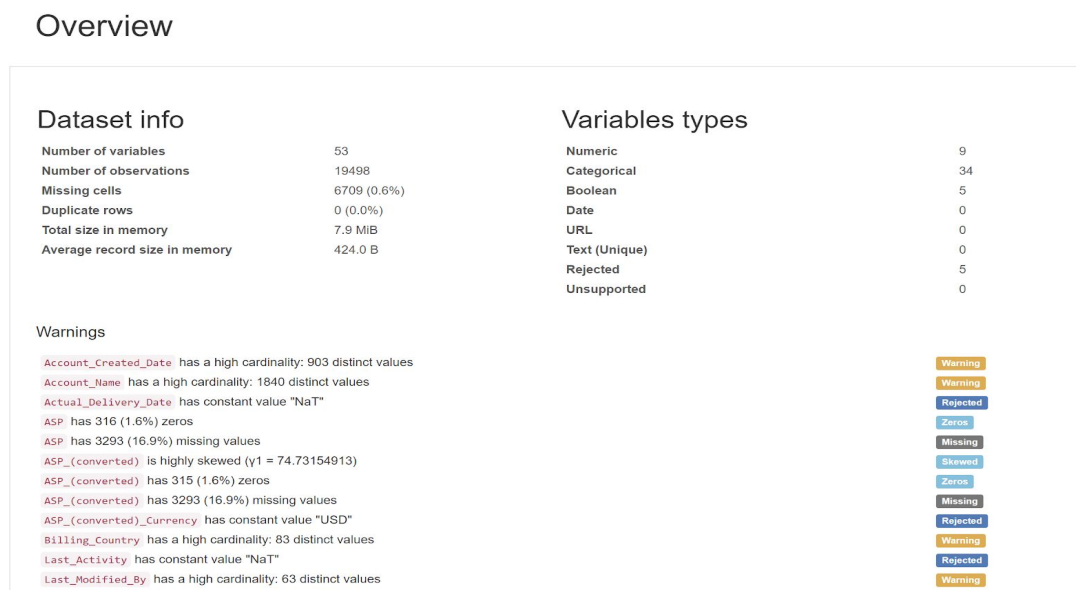 Overview
Dataset info
Number of variables 53
Number of observations 19498
Missing cells 6709 (0.6%)
Duplicate rows 0 (0.0%)
Total size in memory 7.9 MiB
Average record size in memory 424.0 B
Variables types
Numeric 9
Categorical 34
Boolean 5
Date 0
URL 0
Text (Unique) 0
Rejected 5
Unsupported 0
Warnings
Account_Created_Date has a high cardinality: 903 distinct values Warning
Account_Name has a high cardinality: 1840 distinct values Warning
Actual_Delivery_Date has constant value "NaT" Rejected
ASP has 316 (1.6%) zeros Zeros
ASP has 3293 (16.9%) missing values Missing
ASP_(converted) is highly skewed (γ1 = 74.73154913) Skewed
ASP_(converted) has 315 (1.6%) zeros Zeros
ASP_(converted) has 3293 (16.9%) missing values Missing
ASP_(converted)_Currency has constant value "USD" Rejected
Billing_Country has a high cardinality: 83 distinct values Warning
Last_Activity has constant value "NaT" Rejected
Last_Modified_By has a high cardinality: 63 distinct values Warning